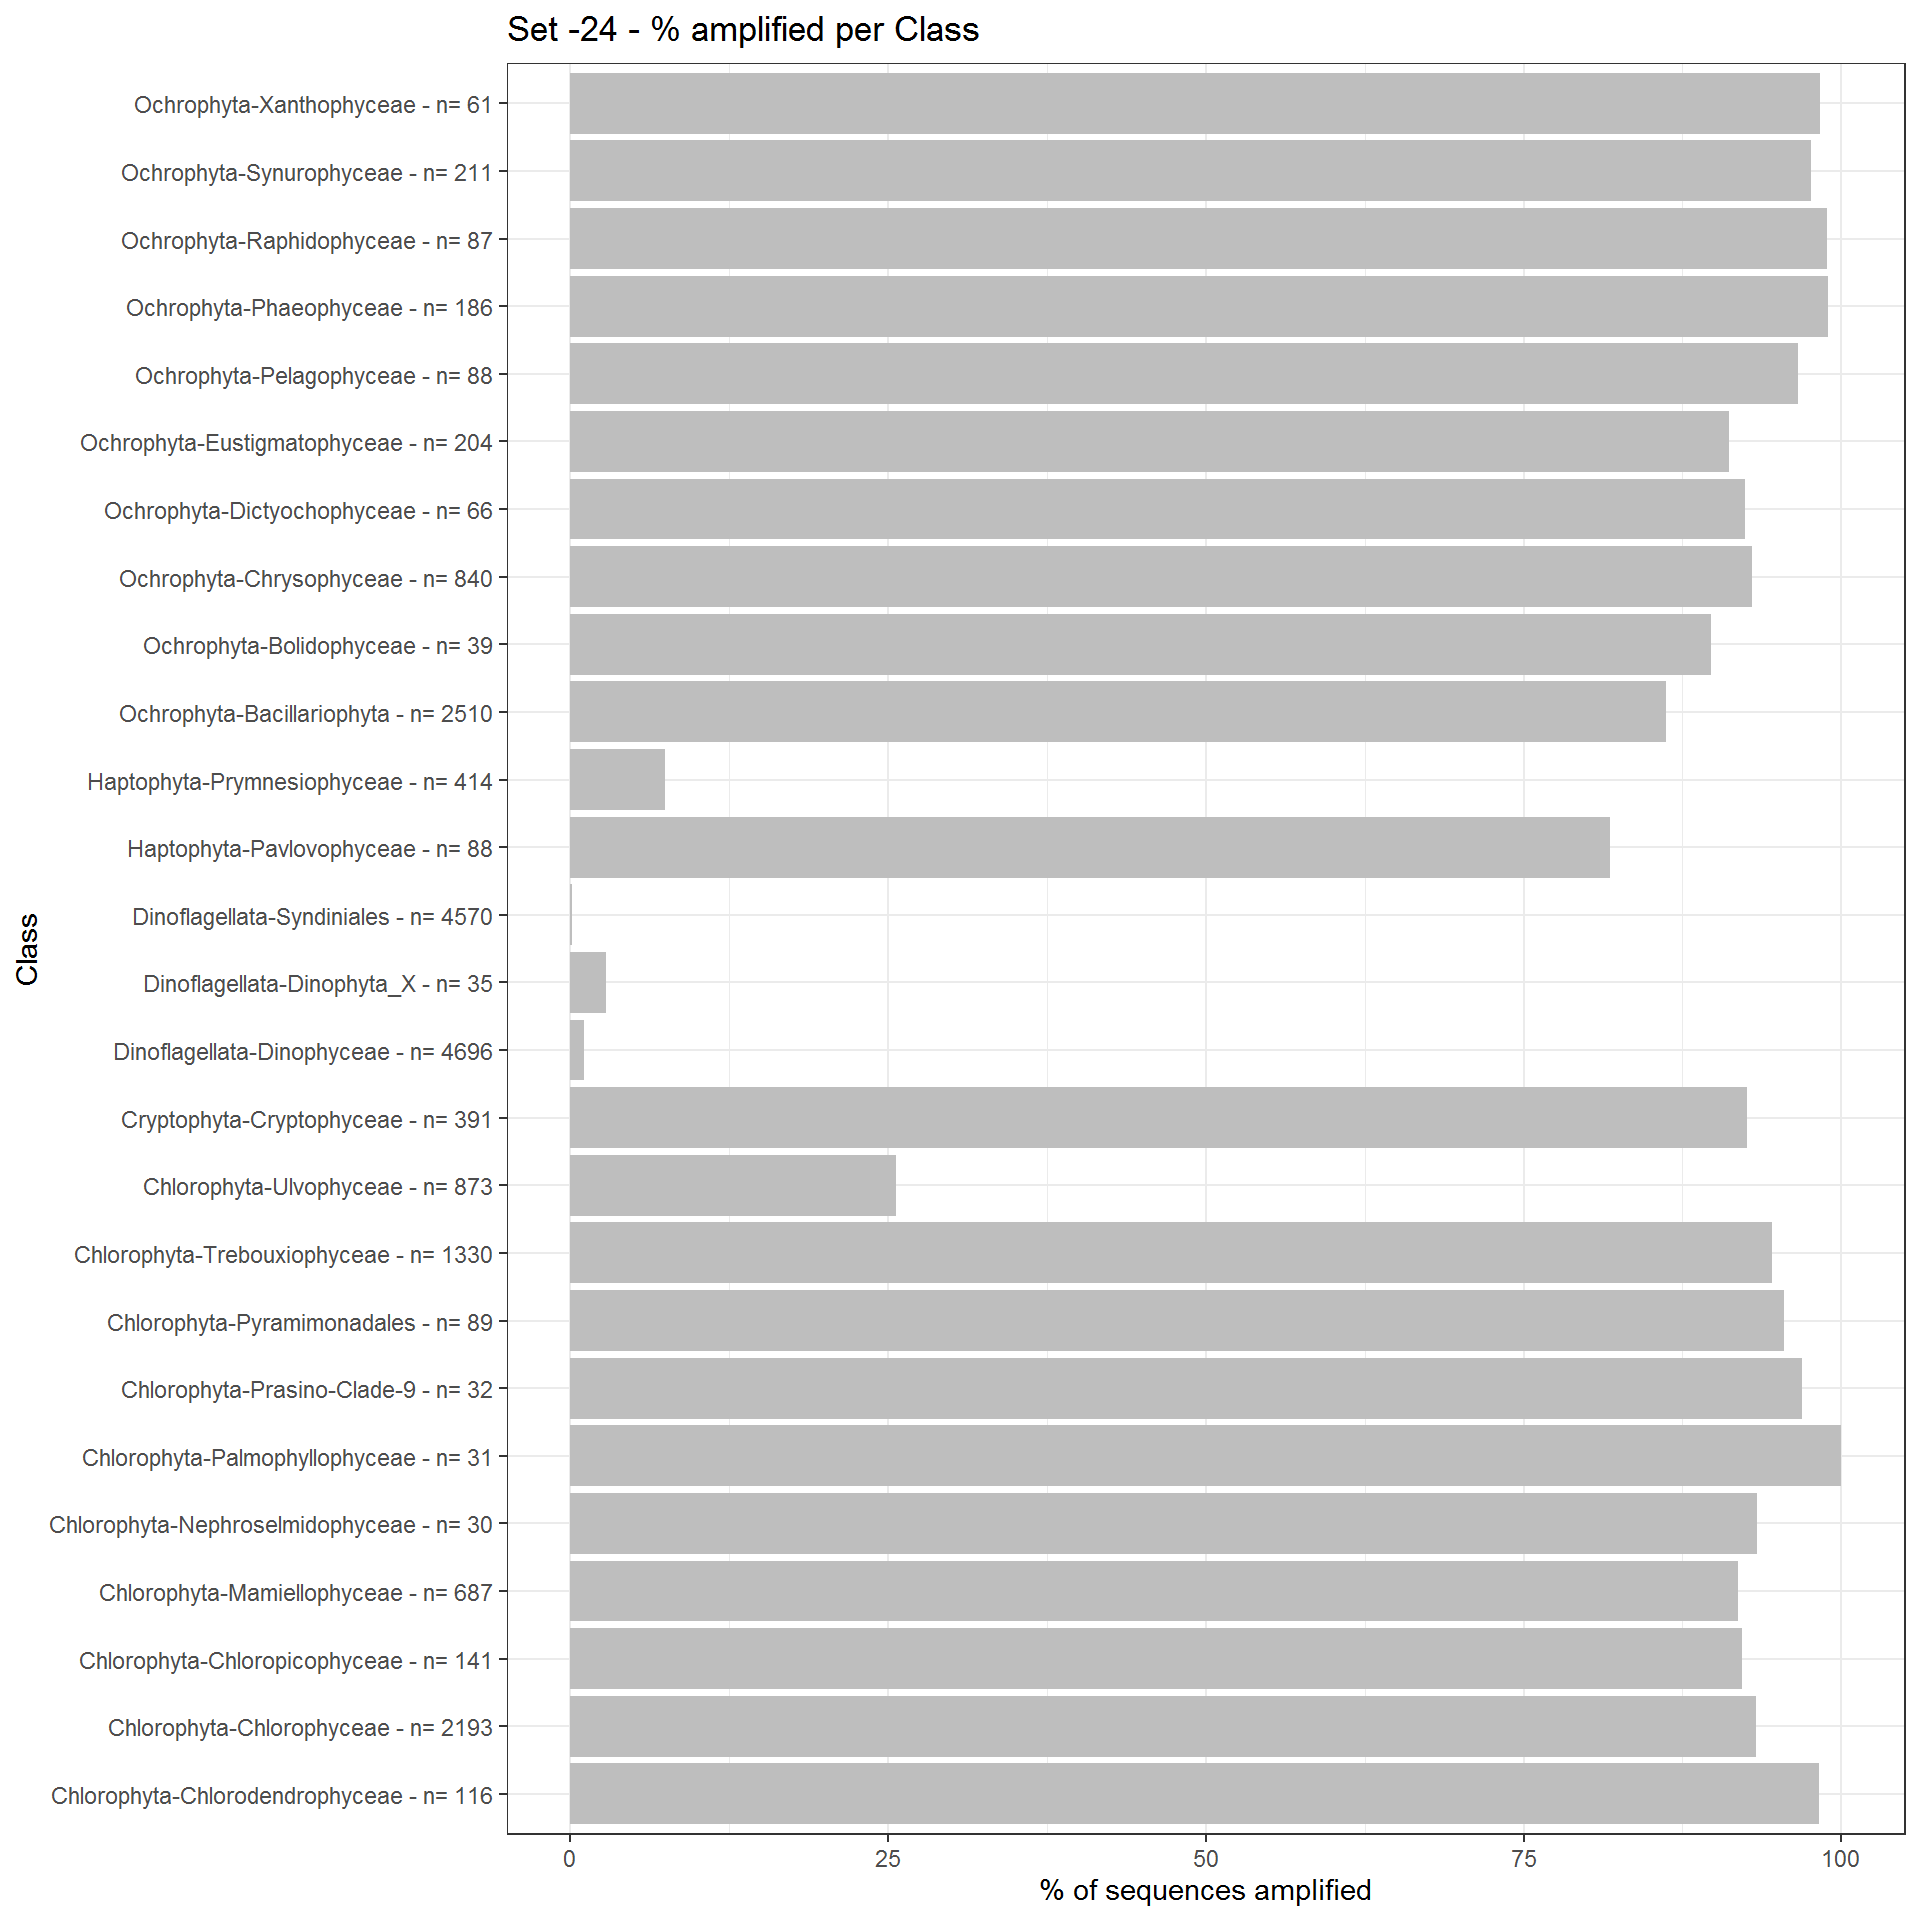 Set -24 - % amplified per Class
Ochrophyta-Xanthophyceae - n= 61
Ochrophyta-Synurophyceae - n= 211
Ochrophyta-Raphidophyceae - n= 87
Ochrophyta-Phaeophyceae - n= 186
Ochrophyta-Pelagophyceae - n= 88
Ochrophyta-Eustigmatophyceae - n= 204
Ochrophyta-Dictyochophyceae - n= 66
Ochrophyta-Chrysophyceae - n= 840
Ochrophyta-Bolidophyceae - n= 39
Ochrophyta-Bacillariophyta - n= 2510
Haptophyta-Prymnesiophyceae - n= 414
Haptophyta-Pavlovophyceae - n= 88
Dinoflagellata-Syndiniales - n= 4570
Dinoflagellata-Dinophyta_X - n= 35
Dinoflagellata-Dinophyceae - n= 4696
Cryptophyta-Cryptophyceae - n= 391
Chlorophyta-Ulvophyceae - n= 873
Chlorophyta-Trebouxiophyceae - n= 1330
Chlorophyta-Pyramimonadales - n= 89
Chlorophyta-Prasino-Clade-9 - n= 32
Chlorophyta-Palmophyllophyceae - n= 31
Chlorophyta-Nephroselmidophyceae - n= 30
Chlorophyta-Mamiellophyceae - n= 687
Chlorophyta-Chloropicophyceae - n= 141
Chlorophyta-Chlorophyceae - n= 2193
Chlorophyta-Chlorodendrophyceae - n= 116
Class
0 25 50 75 100
% of sequences amplified